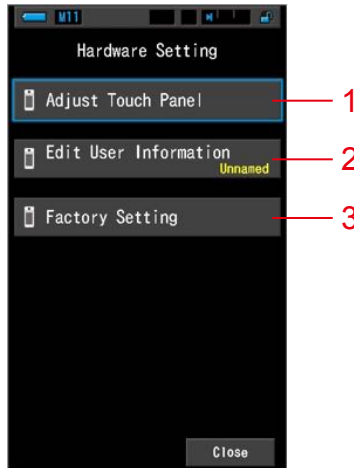 M11
Hardware Setting
Adjust Touch Panel
1
Edit User Information
Unnamed
2
Factory Setting
3
Close